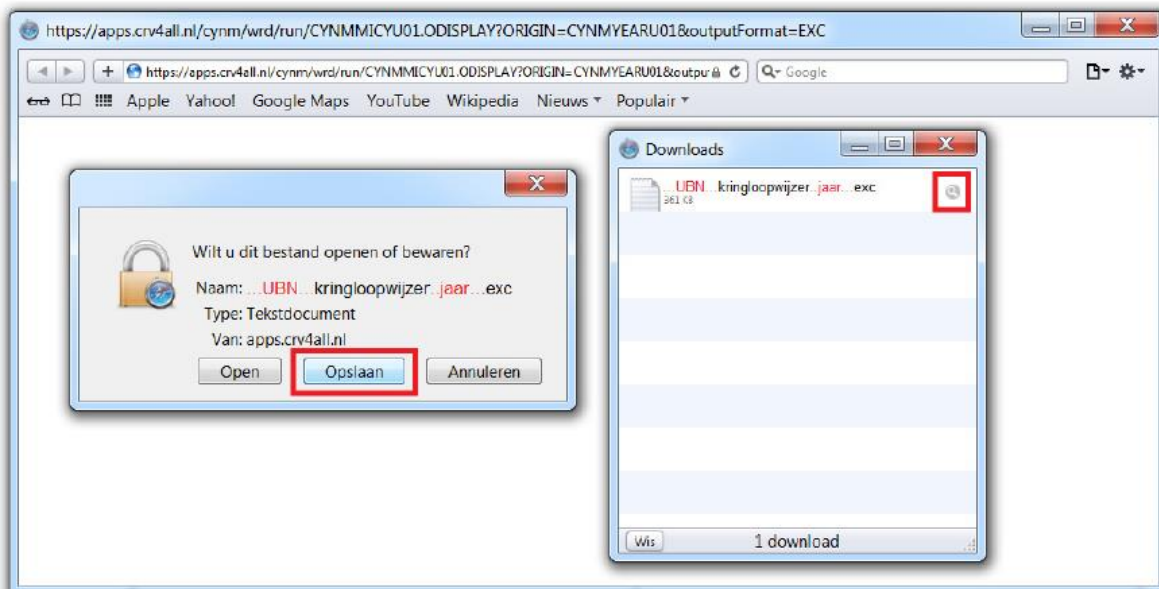 https://apps.crv4all.nl/cynm/wrd/run/CYNMMICYU01.ODISPLAY?ORIGIN=CYNMYEARU01&outputFormat=EXC
https://apps.crv4all.nl/cynm/wrd/run/CYNMMICYU01.ODISPLAY?ORIGIN=CYNMYEARU01&outpu
Google
Apple Yahoo! Google Maps YouTube Wikipedia Nieuws Populair
Wilt u dit bestand openen of bewaren?
Naam: ...UBN...kringloopwijzer..jaar...exc
Type: Tekstdocument
Van: apps.crv4all.nl
Open Opslaan Annuleren
Downloads
...UBN...kringloopwijzer..jaar...exc
361 KB
Wis 1 download